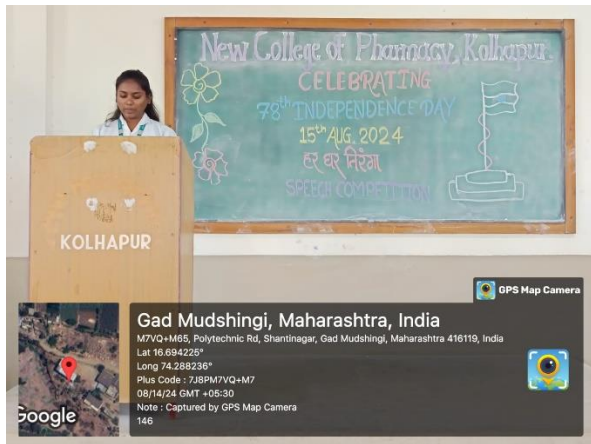 New College of Pharmacy, Kolhapur.
CELEBRATING
78th INDEPENDENCE DAY
15th AUG. 2024
हर घर तिरंगा
SPEECH COMPETITION
KOLHAPUR
GPS Map Camera
Gad Mudshingi, Maharashtra, India
M7VQ+M65, Polytechnic Rd, Shantinagar, Gad Mudshingi, Maharashtra 416119, India
Lat 16.694225°
Long 74.288236°
Plus Code : 7J8PM7VQ+M7
08/14/24 GMT +05:30
Note : Captured by GPS Map Camera
146
Google